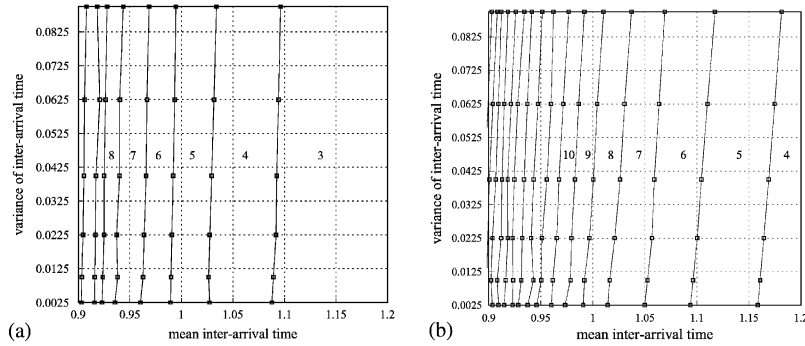 variance of inter-arrival time
0.0825
0.0725
0.0625
0.0525
0.0425
0.0325
0.0225
0.0125
0.0025
8 7 6 5 4 3
0.9 0.95 1 1.05 1.1 1.15 1.2
mean inter-arrival time
(a)
variance of inter-arrival time
0.0825
0.0725
0.0625
0.0525
0.0425
0.0325
0.0225
0.0125
0.0025
10 9 8 7 6 5 4
0.9 0.95 1 1.05 1.1 1.15 1.2
mean inter-arrival time
(b)